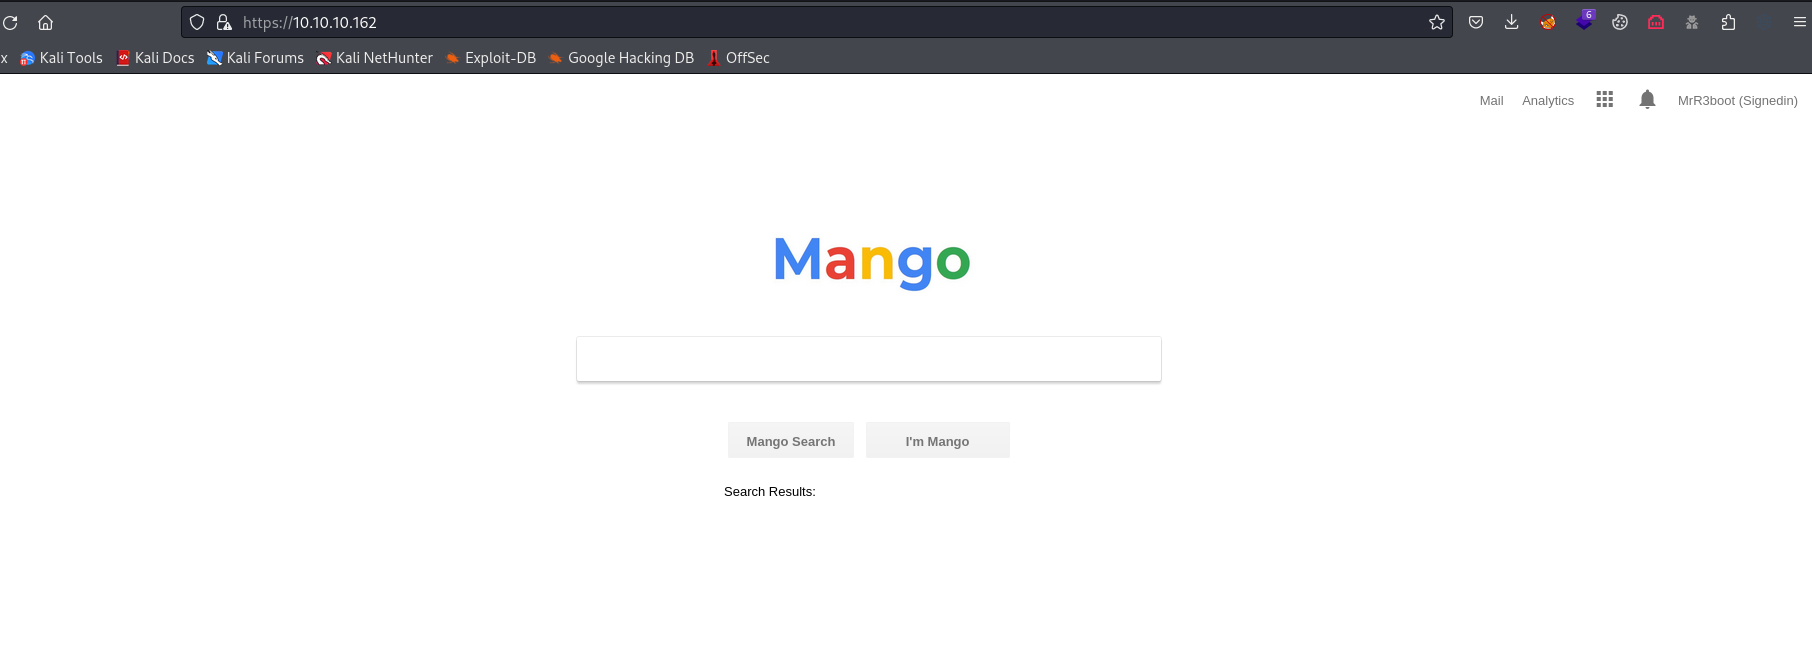 https://10.10.10.162
6
x Kali Tools Kali Docs Kali Forums Kali NetHunter Exploit-DB Google Hacking DB OffSec
Mail Analytics MrR3boot (Signedin)
Mango
Mango Search I'm Mango
Search Results: